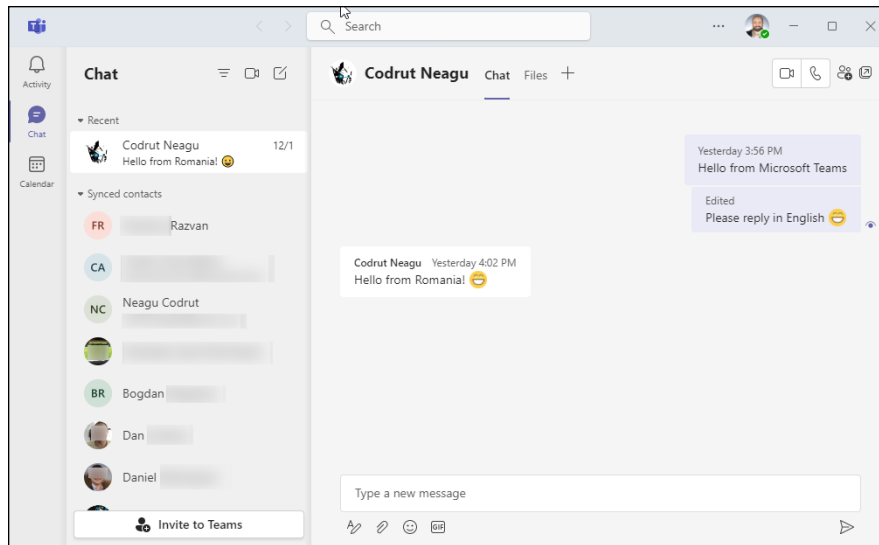 Search
Activity
Chat
Calendar
Chat
Recent
Codrut Neagu 12/1
Hello from Romania! 😀
Synced contacts
FR Razvan
CA
NC Neagu Codrut
BR Bogdan
Dan
Daniel
Invite to Teams
Codrut Neagu Chat Files
Yesterday 3:56 PM
Hello from Microsoft Teams
Edited
Please reply in English 😁
Codrut Neagu Yesterday 4:02 PM
Hello from Romania! 😁
Type a new message
GIF